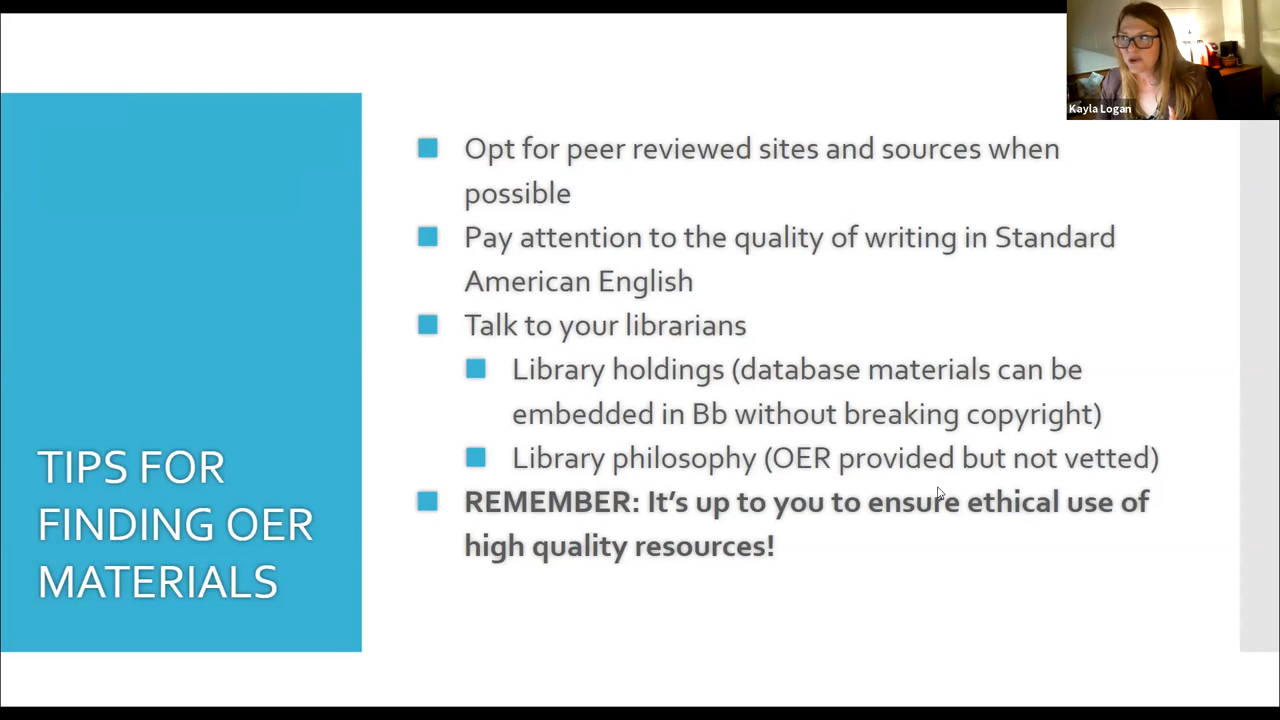 Kayla Logan
TIPS FOR
FINDING OER
MATERIALS
Opt for peer reviewed sites and sources when
possible
Pay attention to the quality of writing in Standard
American English
Talk to your librarians
Library holdings (database materials can be
embedded in Bb without breaking copyright)
Library philosophy (OER provided but not vetted)
REMEMBER: It's up to you to ensure ethical use of
high quality resources!